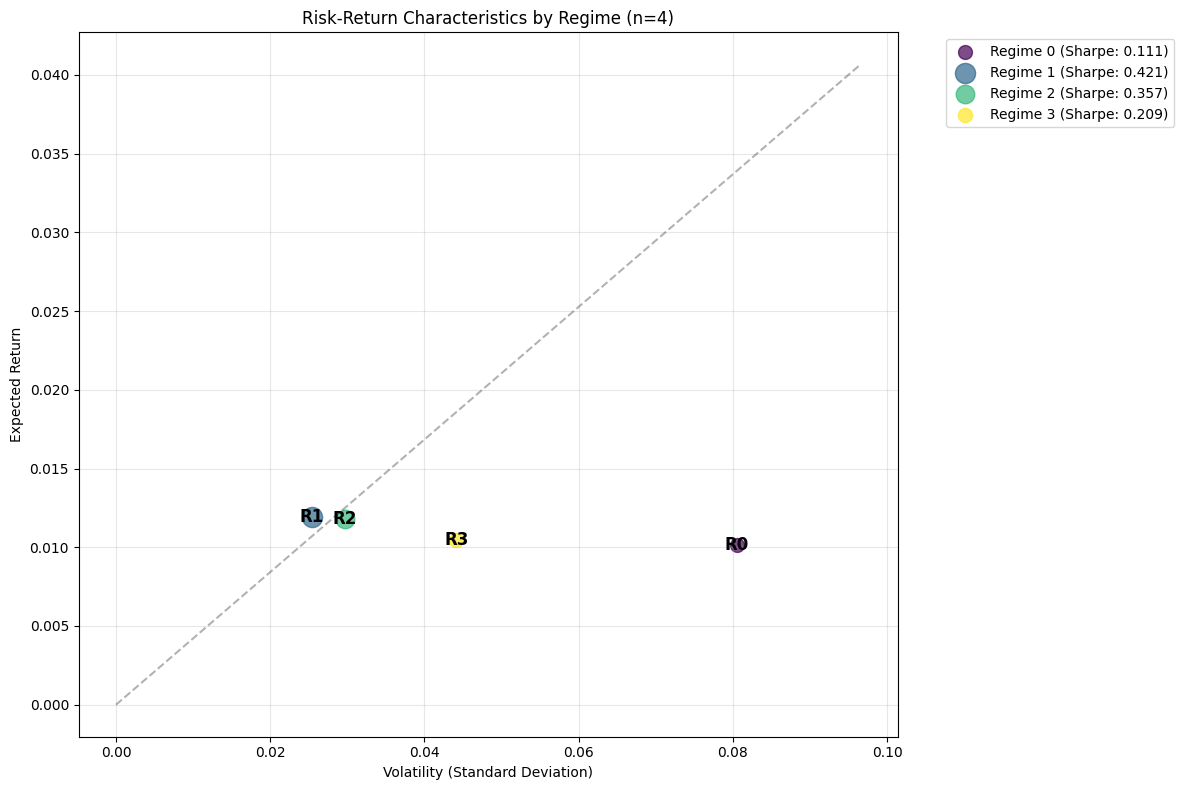 Risk-Return Characteristics by Regime (n=4)
Regime 0 (Sharpe: 0.111)
Regime 1 (Sharpe: 0.421)
Regime 2 (Sharpe: 0.357)
Regime 3 (Sharpe: 0.209)
Expected Return
0.040
0.035
0.030
0.025
0.020
0.015
0.010
0.005
0.000
R1
R2
R3
R0
0.00 0.02 0.04 0.06 0.08 0.10
Volatility (Standard Deviation)